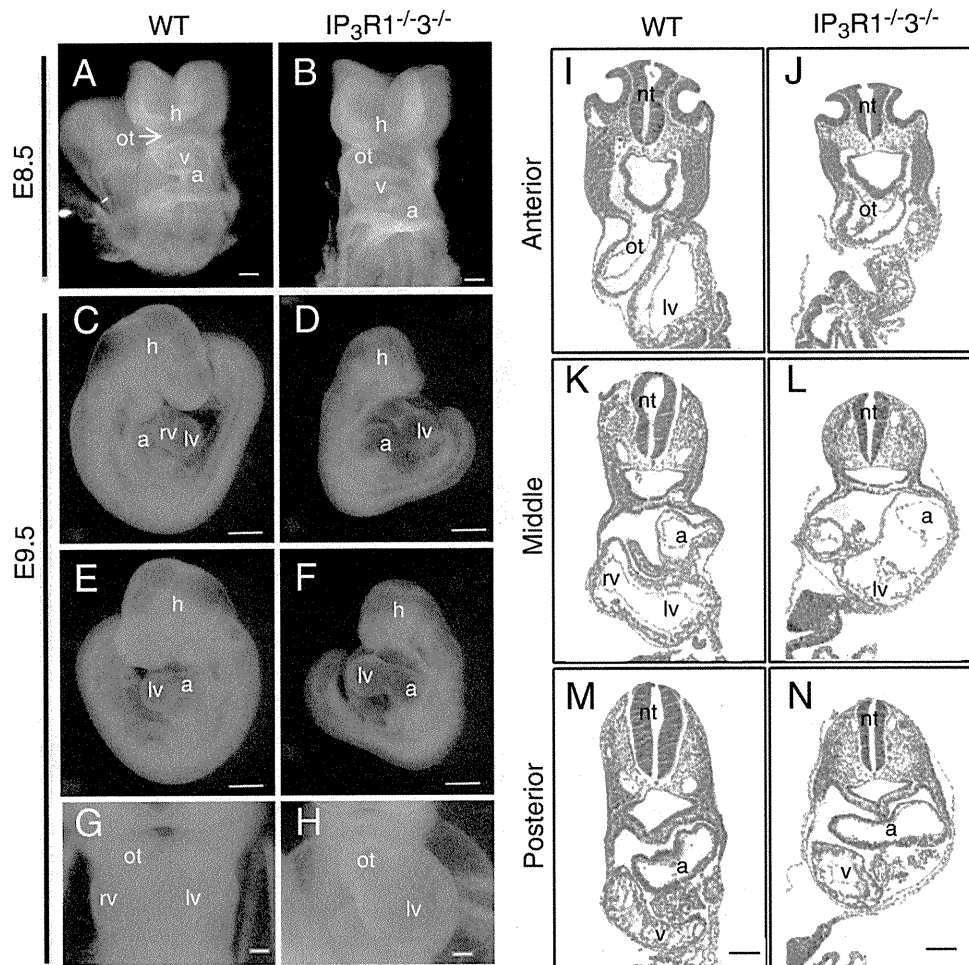 WT
IP3R1-/-3-/-
WT
IP3R1-/-3-/-
E8.5
E9.5
Anterior
Middle
Posterior
A
h
ot
v
a
B
h
ot
v
a
C
h
a
rv
lv
D
h
a
lv
E
h
lv
a
F
h
lv
a
G
ot
rv
lv
H
ot
lv
I
nt
ot
lv
J
nt
ot
K
nt
a
rv
lv
L
nt
a
lv
M
nt
a
v
N
nt
a
v